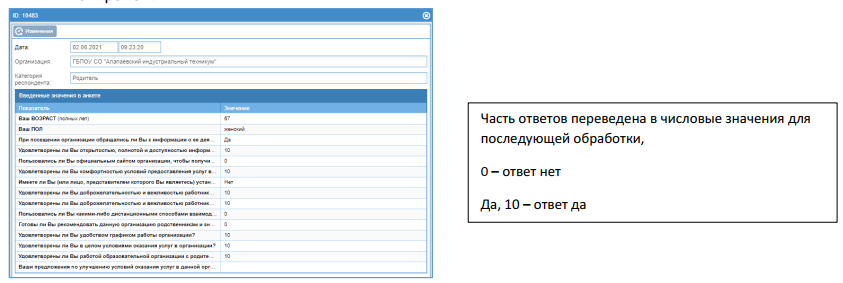 ID: 10483
Изменения
Дата: 02.06.2021 09:23:20
Организация: ГБПОУ СО "Алапаевский индустриальный техникум"
Категория респондента: Родитель
Введенные значения в анкете
Показатель Значение
Ваш ВОЗРАСТ (полных лет) 67
Ваш ПОЛ женский
При посещении организации обращались ли Вы к информации о ее дея... Да
Удовлетворены ли Вы открытостью, полнотой и доступностью информ... 10
Пользовались ли Вы официальным сайтом организации, чтобы получи... 0
Удовлетворены ли Вы комфортностью условий предоставления услуг в... 10
Имеете ли Вы (или лицо, представителем которого Вы являетесь) устан... Нет
Удовлетворены ли Вы доброжелательностью и вежливостью работник... 10
Удовлетворены ли Вы доброжелательностью и вежливостью работник... 10
Пользовались ли Вы какими-либо дистанционными способами взаимод... 0
Готовы ли Вы рекомендовать данную организацию родственникам и зн... 0
Удовлетворены ли Вы удобством графиком работы организации? 10
Удовлетворены ли Вы в целом условиями оказания услуг в организации? 10
Удовлетворены ли Вы работой образовательной организации с родите... 10
Ваши предложения по улучшению условий оказания услуг в данной орг...
Часть ответов переведена в числовые значения для
последующей обработки,
0 – ответ нет
Да, 10 – ответ да